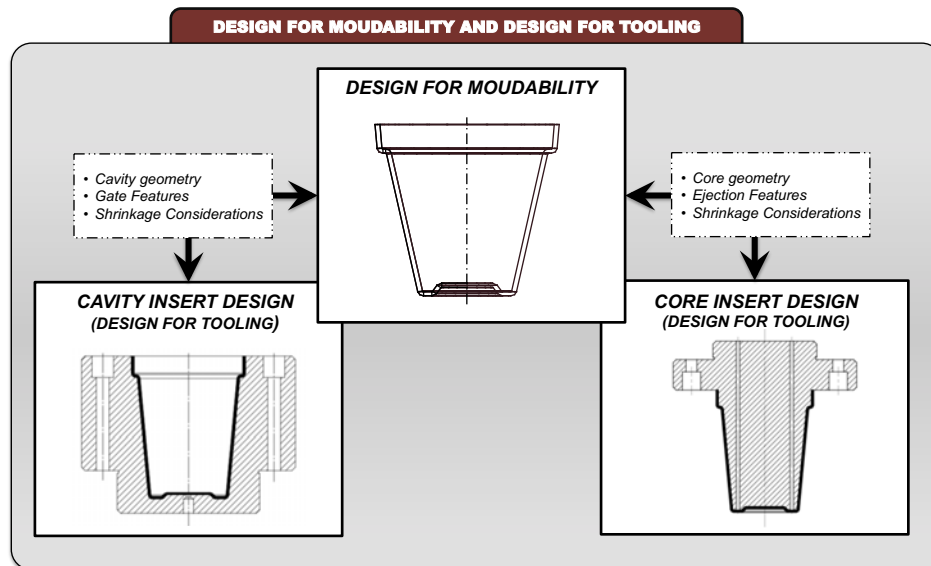 DESIGN FOR MOUDABILITY AND DESIGN FOR TOOLING
DESIGN FOR MOUDABILITY
• Cavity geometry
• Gate Features
• Shrinkage Considerations
• Core geometry
• Ejection Features
• Shrinkage Considerations
CAVITY INSERT DESIGN
(DESIGN FOR TOOLING)
CORE INSERT DESIGN
(DESIGN FOR TOOLING)